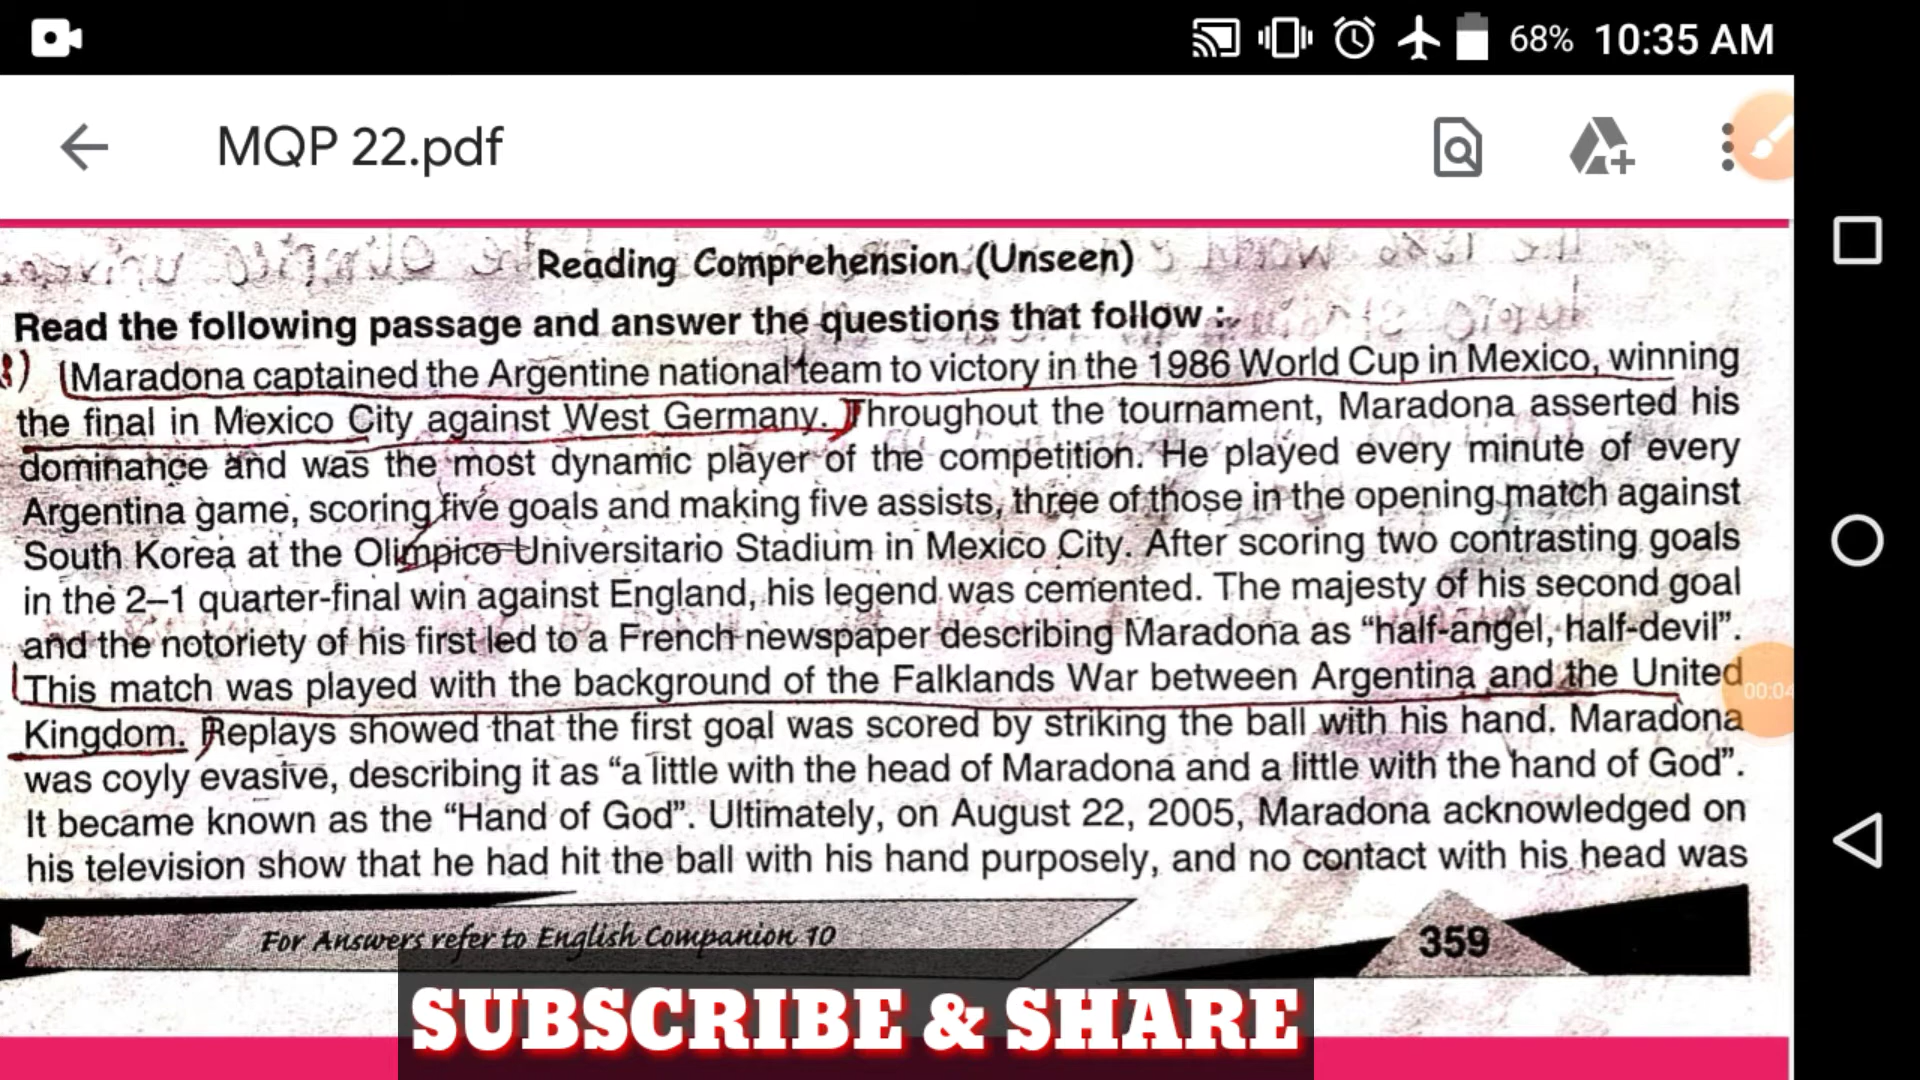 68% 10:35 AM
MQP 22.pdf
Reading Comprehension (Unseen)
Read the following passage and answer the questions that follow :
Maradona captained the Argentine national team to victory in the 1986 World Cup in Mexico, winning
the final in Mexico City against West Germany. Throughout the tournament, Maradona asserted his
dominance and was the most dynamic player of the competition. He played every minute of every
Argentina game, scoring five goals and making five assists, three of those in the opening match against
South Korea at the Olimpico Universitario Stadium in Mexico City. After scoring two contrasting goals
in the 2–1 quarter-final win against England, his legend was cemented. The majesty of his second goal
and the notoriety of his first led to a French newspaper describing Maradona as “half-angel, half-devil”.
This match was played with the background of the Falklands War between Argentina and the United
00:04
Kingdom. Replays showed that the first goal was scored by striking the ball with his hand. Maradona
was coyly evasive, describing it as “a little with the head of Maradona and a little with the hand of God”.
It became known as the “Hand of God”. Ultimately, on August 22, 2005, Maradona acknowledged on
his television show that he had hit the ball with his hand purposely, and no contact with his head was
For Answers refer to English Companion 10
359
SUBSCRIBE & SHARE